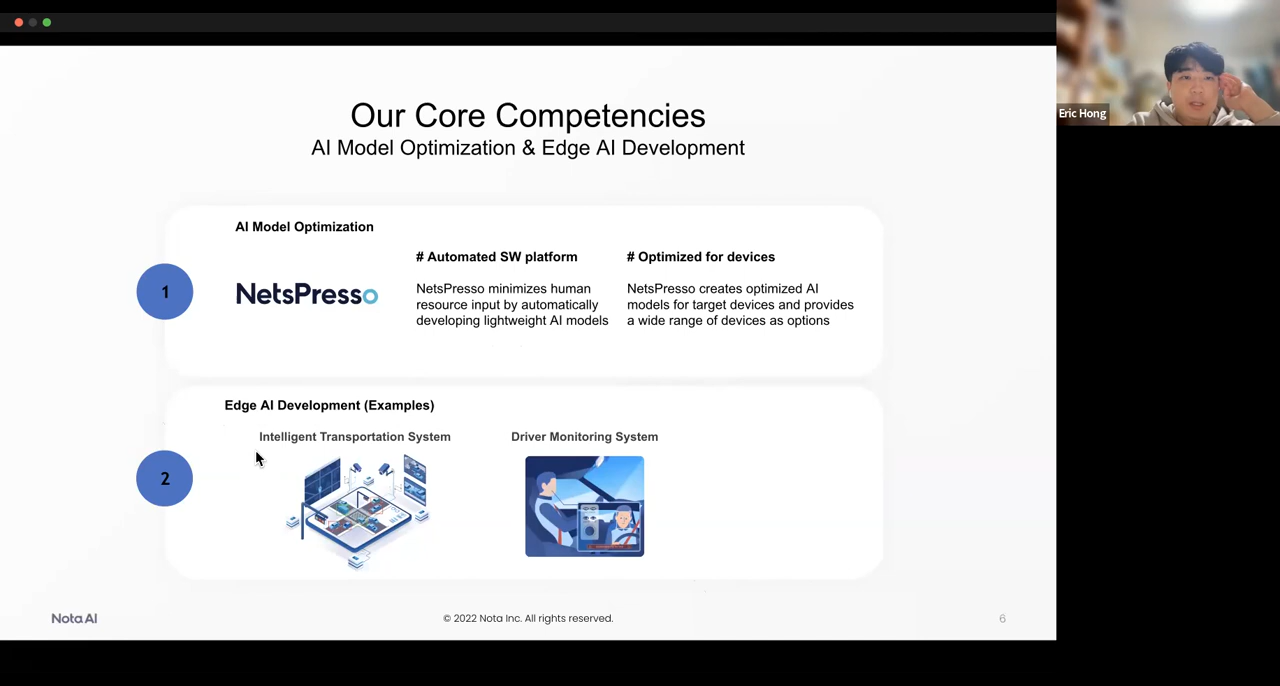 Our Core Competencies
AI Model Optimization & Edge AI Development
AI Model Optimization
1
NetsPresso
# Automated SW platform
NetsPresso minimizes human
resource input by automatically
developing lightweight AI models
# Optimized for devices
NetsPresso creates optimized AI
models for target devices and provides
a wide range of devices as options
Edge AI Development (Examples)
2
Intelligent Transportation System
Driver Monitoring System
Nota AI
© 2022 Nota Inc. All rights reserved.
6
Eric Hong